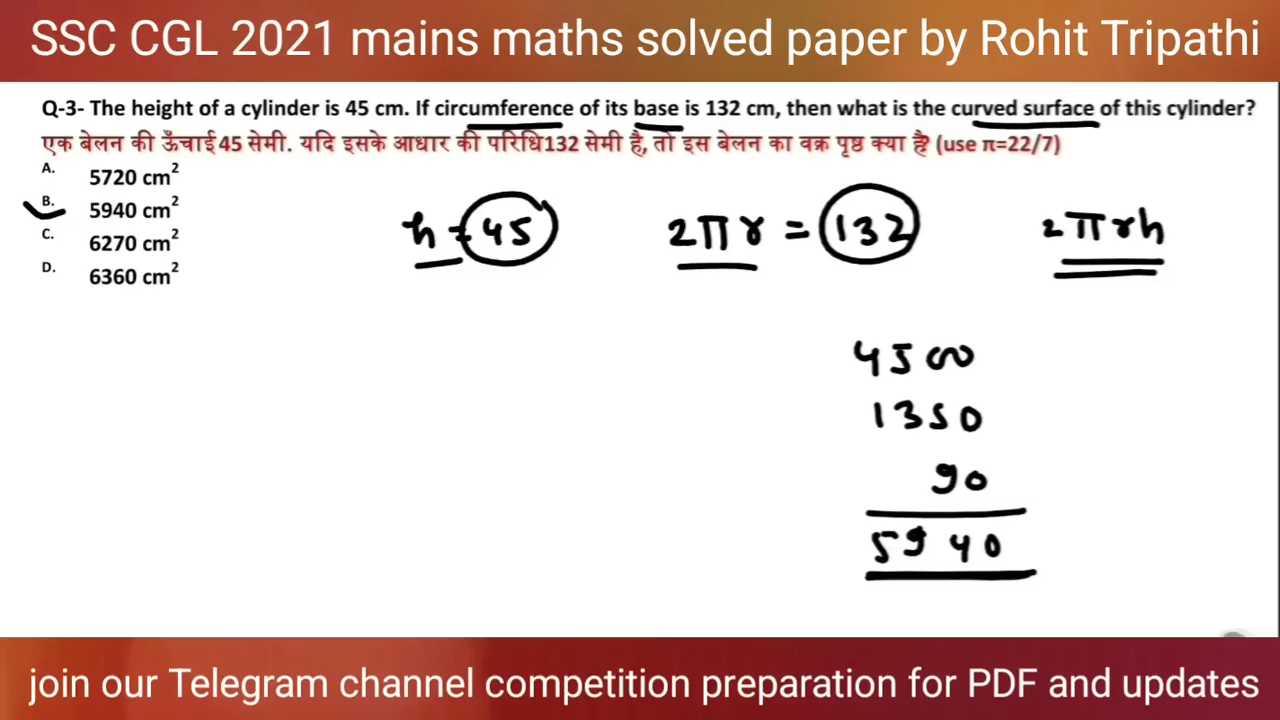 SSC CGL 2021 mains maths solved paper by Rohit Tripathi
Q-3- The height of a cylinder is 45 cm. If circumference of its base is 132 cm, then what is the curved surface of this cylinder?
एक बेलन की ऊँचाई 45 सेमी. यदि इसके आधार की परिधि132 सेमी है, तो इस बेलन का वक्र पृष्ठ क्या है? (use π=22/7)
A. 5720 cm²
B. 5940 cm²
C. 6270 cm²
D. 6360 cm²
h = 45 2πr = 132 2πrh
4500
1350
90
5940
join our Telegram channel competition preparation for PDF and updates